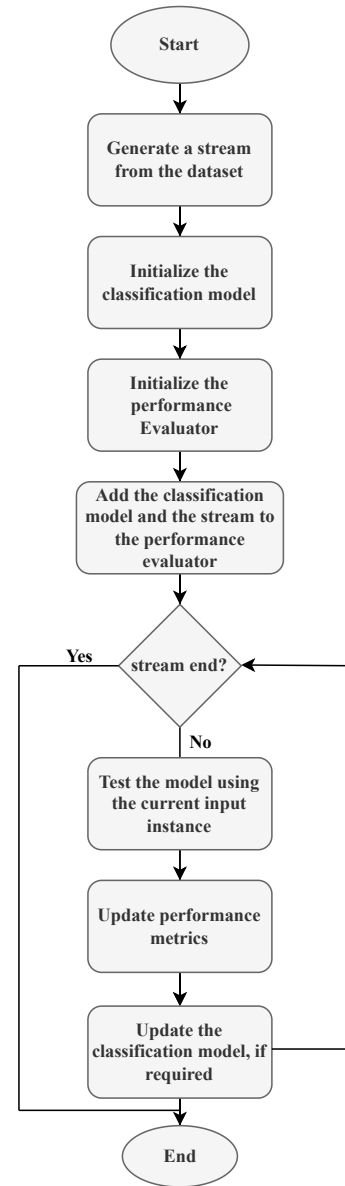 Start
Generate a stream
from the dataset
Initialize the
classification model
Initialize the
performance
Evaluator
Add the classification
model and the stream to
the performance
evaluator
Yes
stream end?
No
Test the model using
the current input
instance
Update performance
metrics
Update the
classification model, if
required
End